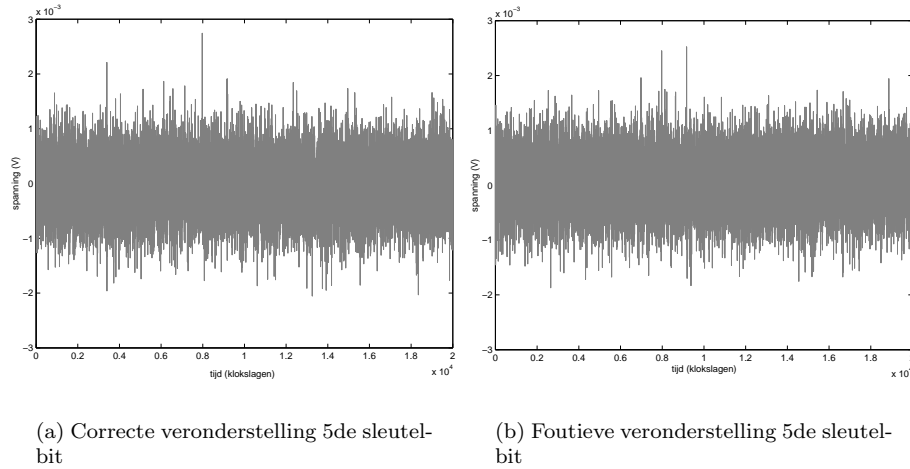 x 10⁻³
3
2
1
0
−1
−2
−3
spanning (V)
0 0.2 0.4 0.6 0.8 1 1.2 1.4 1.6 1.8 2
tijd (klokslagen)
x 10⁴
(a) Correcte veronderstelling 5de sleutel-
bit
x 10⁻³
3
2
1
0
−1
−2
−3
spanning (V)
0 0.2 0.4 0.6 0.8 1 1.2 1.4 1.6 1.8
tijd (klokslagen)
(b) Foutieve veronderstelling 5de sleutel-
bit